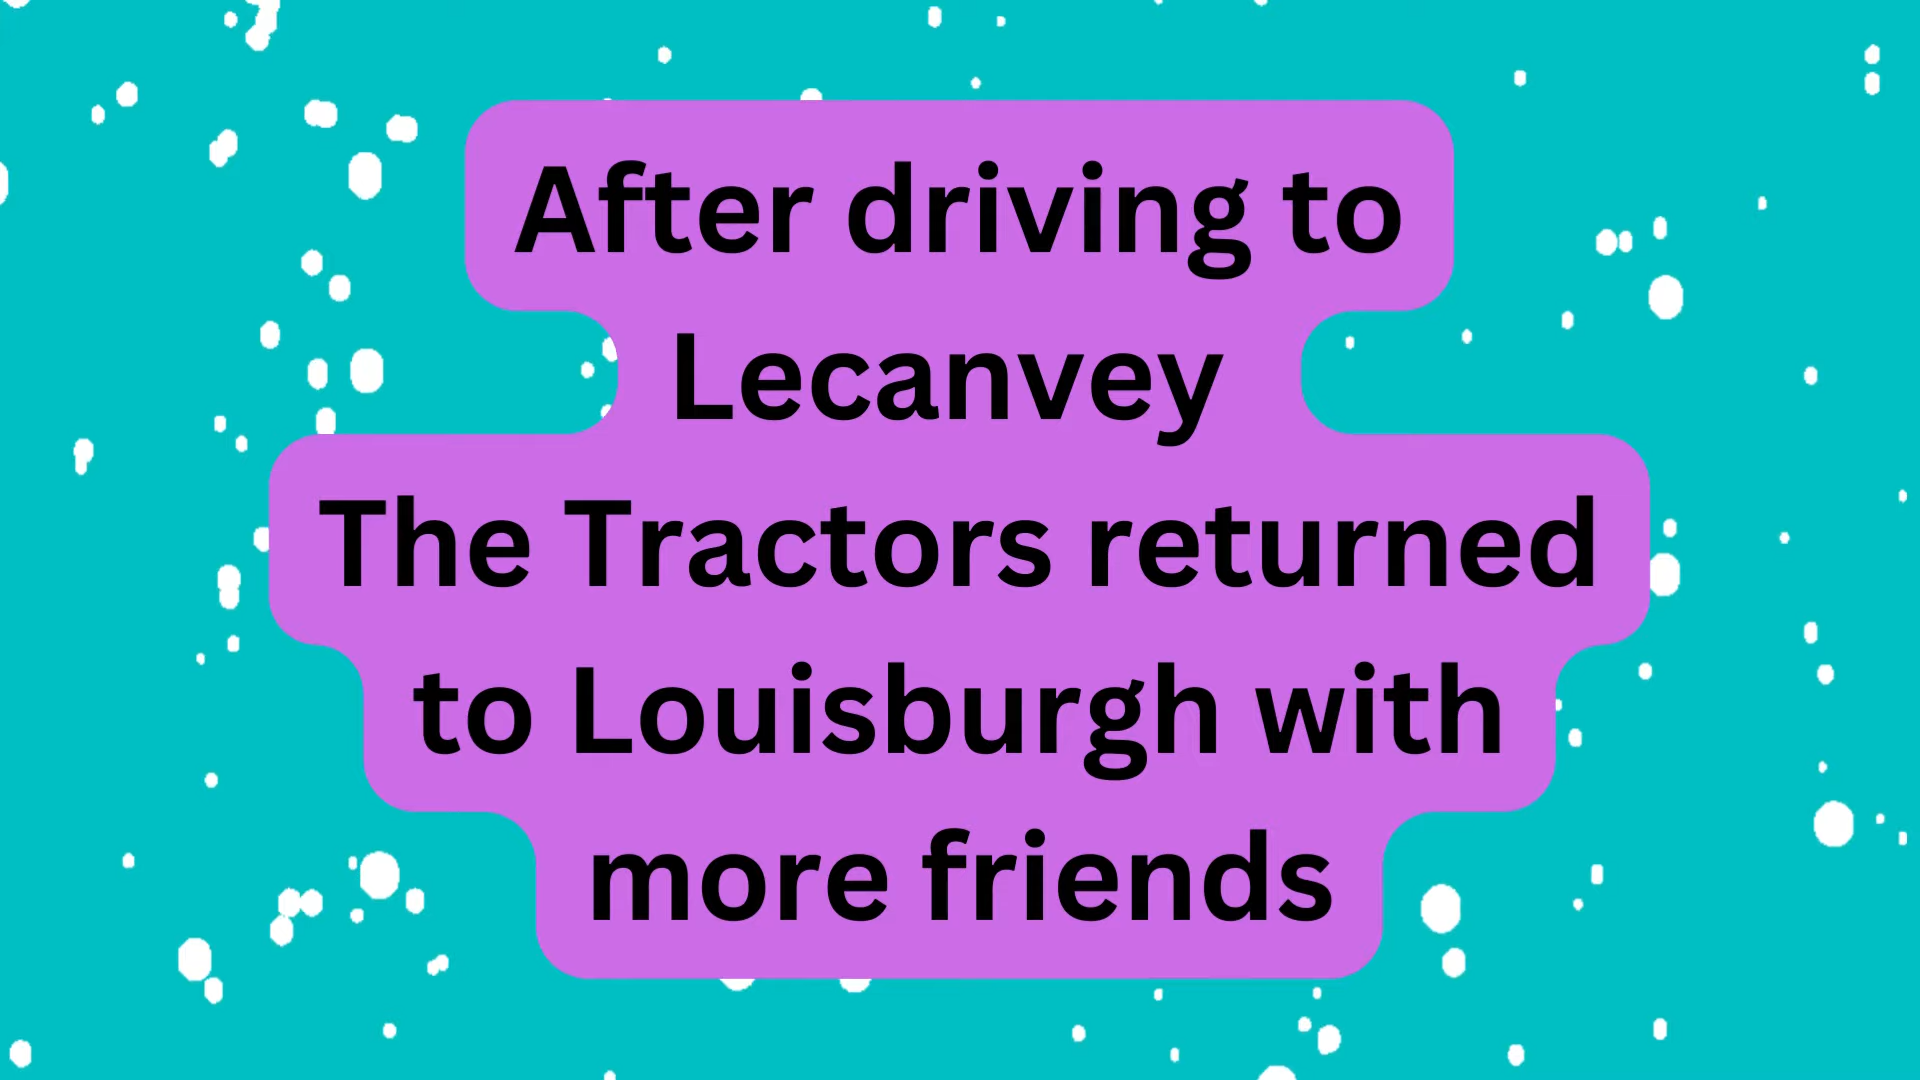 After driving to
Lecanvey
The Tractors returned
to Louisburgh with
more friends